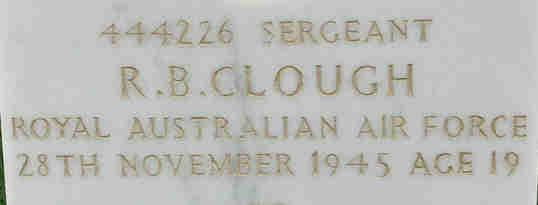 444226 SERGEANT
R.B.CLOUGH
ROYAL AUSTRALIAN AIR FORCE
28TH NOVEMBER 1945 AGE 19